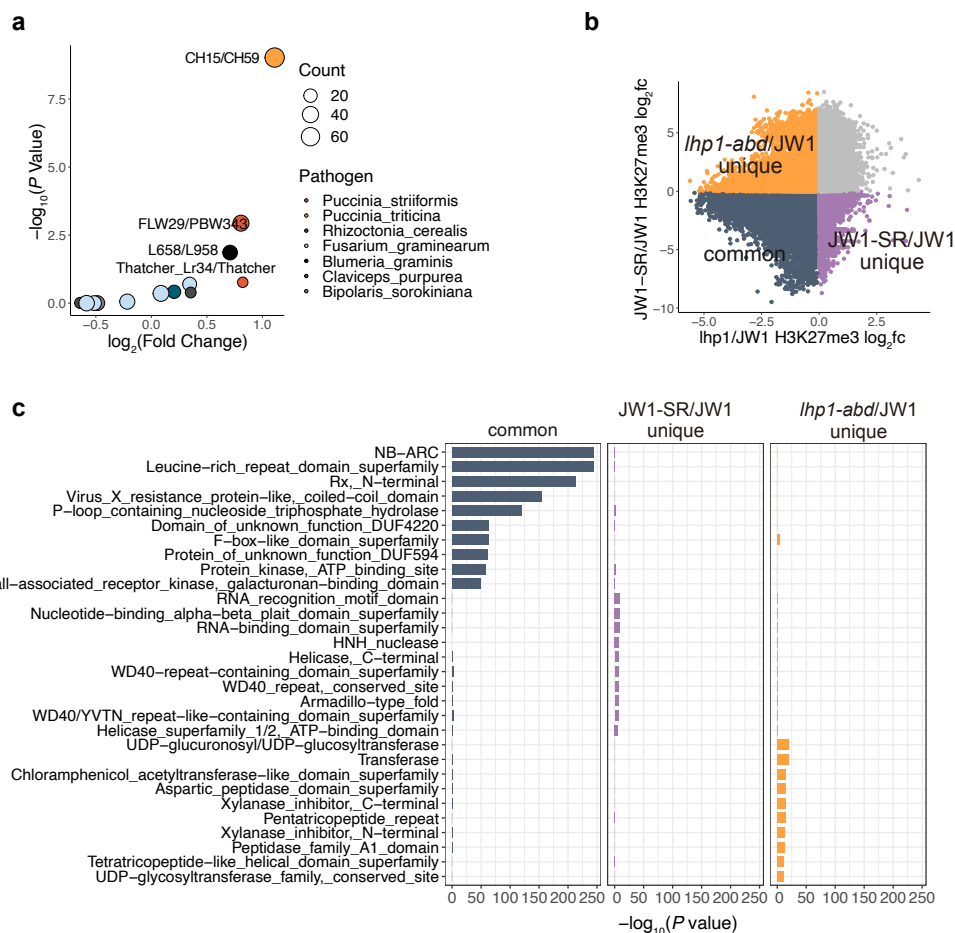 a
−log10(P Value)
7.5
5.0
2.5
0.0
CH15/CH59
FLW29/PBW343
L658/L958
Thatcher_Lr34/Thatcher
−0.5
0.0
0.5
1.0
log2(Fold Change)
Count
20
40
60
Pathogen
Puccinia_striiformis
Puccinia_triticina
Rhizoctonia_cerealis
Fusarium_graminearum
Blumeria_graminis
Claviceps_purpurea
Bipolaris_sorokiniana
b
JW1−SR/JW1 H3K27me3 log2fc
5
0
−5
−10
lhp1-abd/JW1
unique
common
JW1-SR/JW1
unique
−5.0
−2.5
0.0
2.5
lhp1/JW1 H3K27me3 log2fc
c
common
JW1-SR/JW1
unique
lhp1-abd/JW1
unique
NB−ARC
Leucine−rich_repeat_domain_superfamily
Rx,_N−terminal
Virus_X_resistance_protein−like,_coiled−coil_domain
P−loop_containing_nucleoside_triphosphate_hydrolase
Domain_of_unknown_function_DUF4220
F−box−like_domain_superfamily
Protein_of_unknown_function_DUF594
Protein_kinase,_ATP_binding_site
all−associated_receptor_kinase,_galacturonan−binding_domain
RNA_recognition_motif_domain
Nucleotide−binding_alpha−beta_plait_domain_superfamily
RNA−binding_domain_superfamily
HNH_nuclease
Helicase,_C−terminal
WD40−repeat−containing_domain_superfamily
WD40_repeat,_conserved_site
Armadillo−type_fold
WD40/YVTN_repeat−like−containing_domain_superfamily
Helicase_superfamily_1/2,_ATP−binding_domain
UDP−glucuronosyl/UDP−glucosyltransferase
Transferase
Chloramphenicol_acetyltransferase−like_domain_superfamily
Aspartic_peptidase_domain_superfamily
Xylanase_inhibitor,_C−terminal
Pentatricopeptide_repeat
Xylanase_inhibitor,_N−terminal
Peptidase_family_A1_domain
Tetratricopeptide−like_helical_domain_superfamily
UDP−glycosyltransferase_family,_conserved_site
0 50 100 150 200 250
0 50 100 150 200 250
0 50 100 150 200 250
−log10(P value)